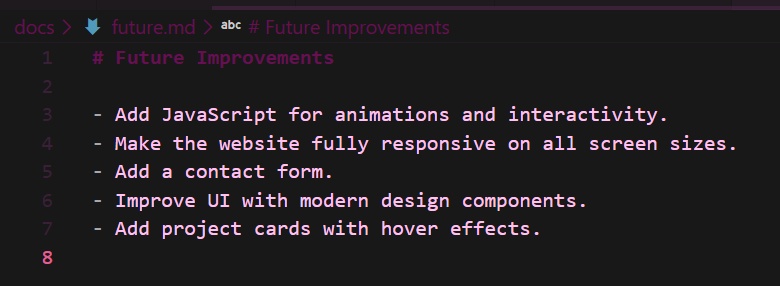 docs > future.md > abc # Future Improvements
1 # Future Improvements
2
3 - Add JavaScript for animations and interactivity.
4 - Make the website fully responsive on all screen sizes.
5 - Add a contact form.
6 - Improve UI with modern design components.
7 - Add project cards with hover effects.
8